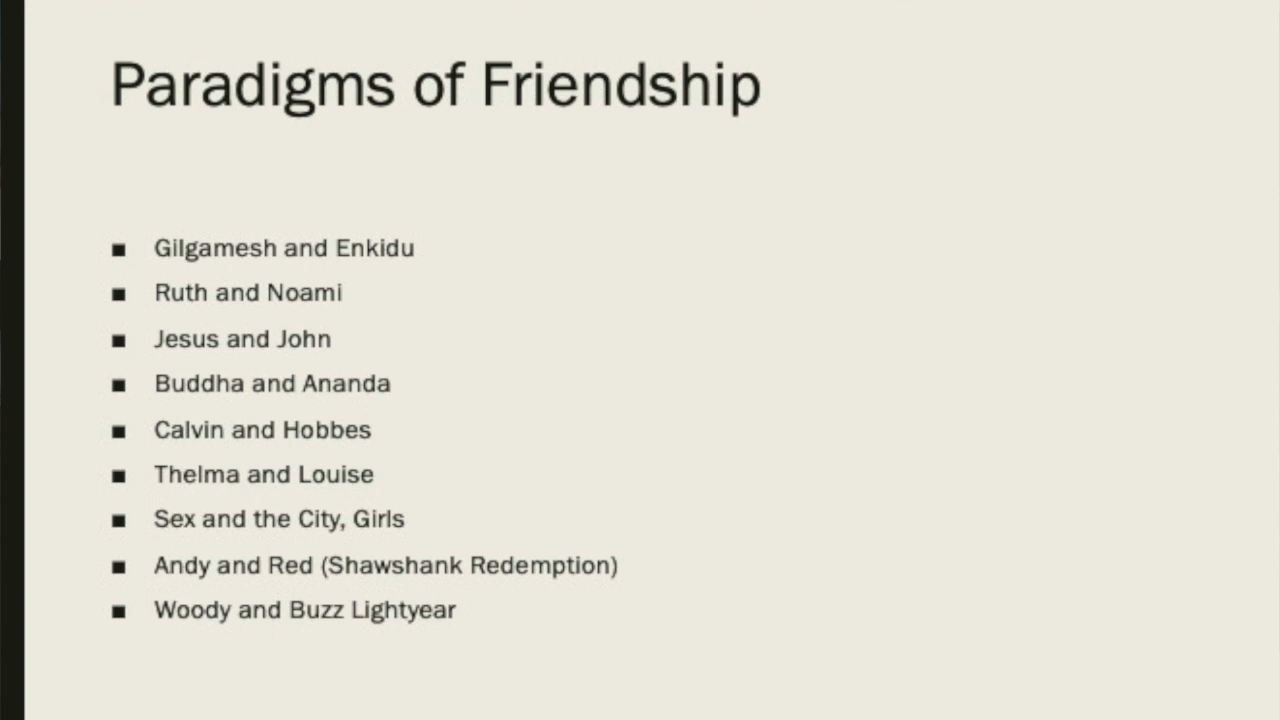 Paradigms of Friendship
■ Gilgamesh and Enkidu
■ Ruth and Noami
■ Jesus and John
■ Buddha and Ananda
■ Calvin and Hobbes
■ Thelma and Louise
■ Sex and the City, Girls
■ Andy and Red (Shawshank Redemption)
■ Woody and Buzz Lightyear